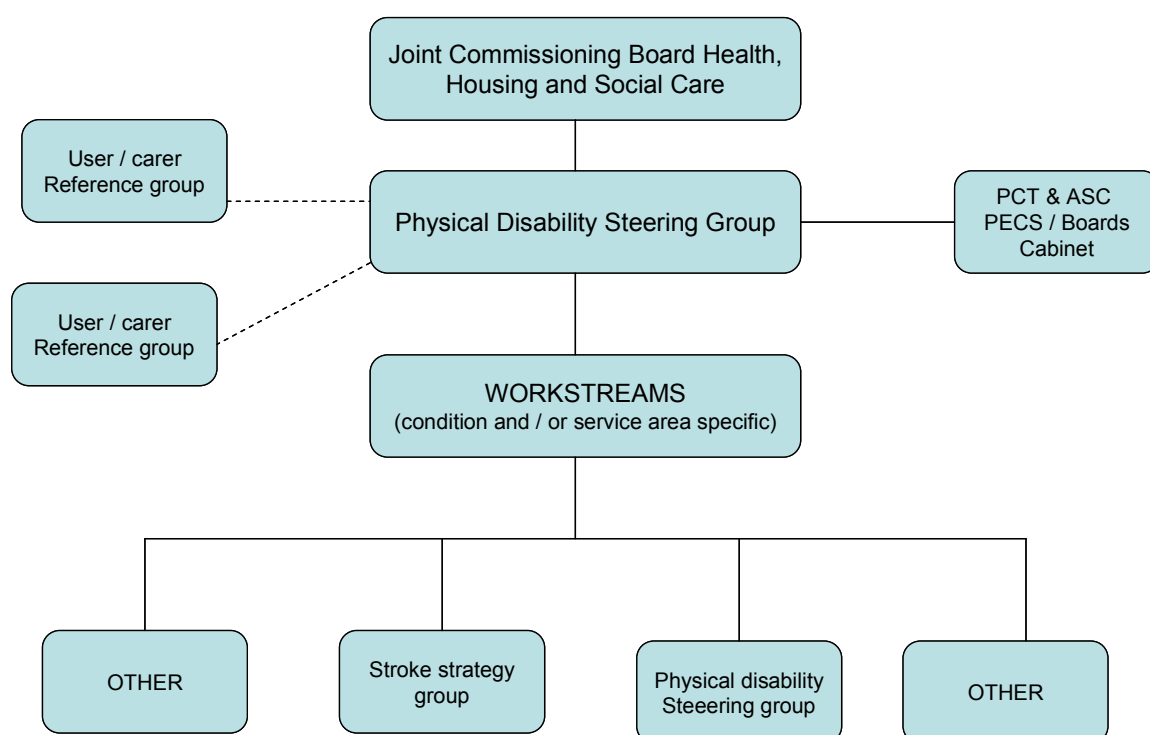 Joint Commissioning Board Health,
Housing and Social Care
User / carer
Reference group
Physical Disability Steering Group
PCT & ASC
PECS / Boards
Cabinet
User / carer
Reference group
WORKSTREAMS
(condition and / or service area specific)
OTHER
Stroke strategy
group
Physical disability
Steeering group
OTHER